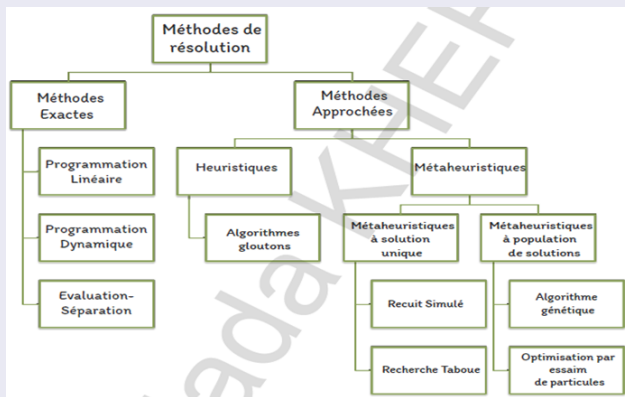 Méthodes de
résolution
Méthodes
Exactes
Méthodes
Approchées
Programmation
Linéaire
Programmation
Dynamique
Evaluation-
Séparation
Heuristiques
Métaheuristiques
Algorithmes
gloutons
Métaheuristiques
à solution
unique
Métaheuristiques
à population
de solutions
Recuit Simulé
Recherche Taboue
Algorithme
génétique
Optimisation par
essaim
de particules